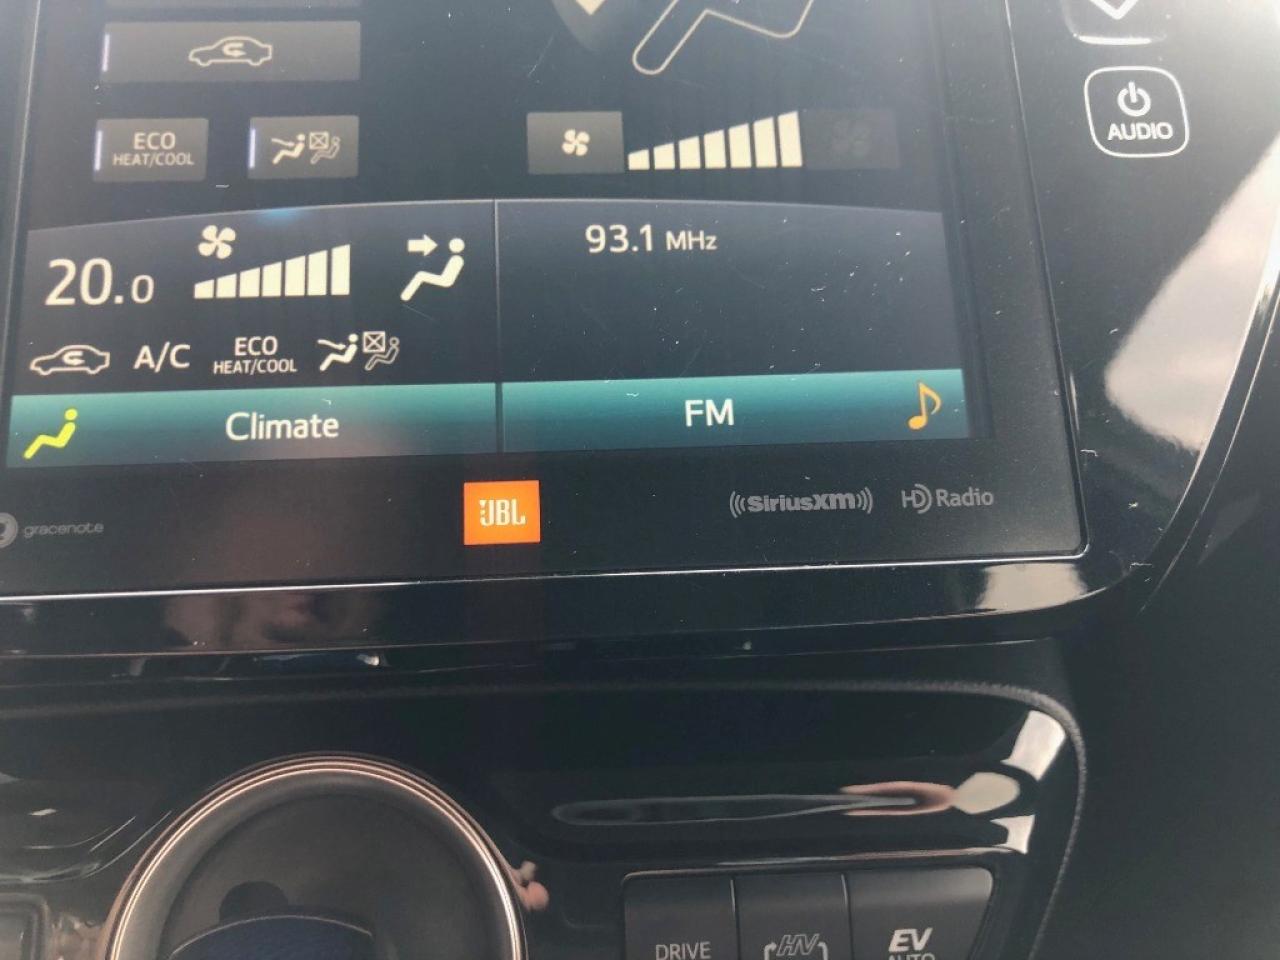 ECO
HEAT/COOL
AUDIO
20.0
93.1 MHz
A/C
ECO
HEAT/COOL
Climate
FM
gracenote
JBL
((SiriusXM))
HD Radio
DRIVE
HV
EV
AUTO